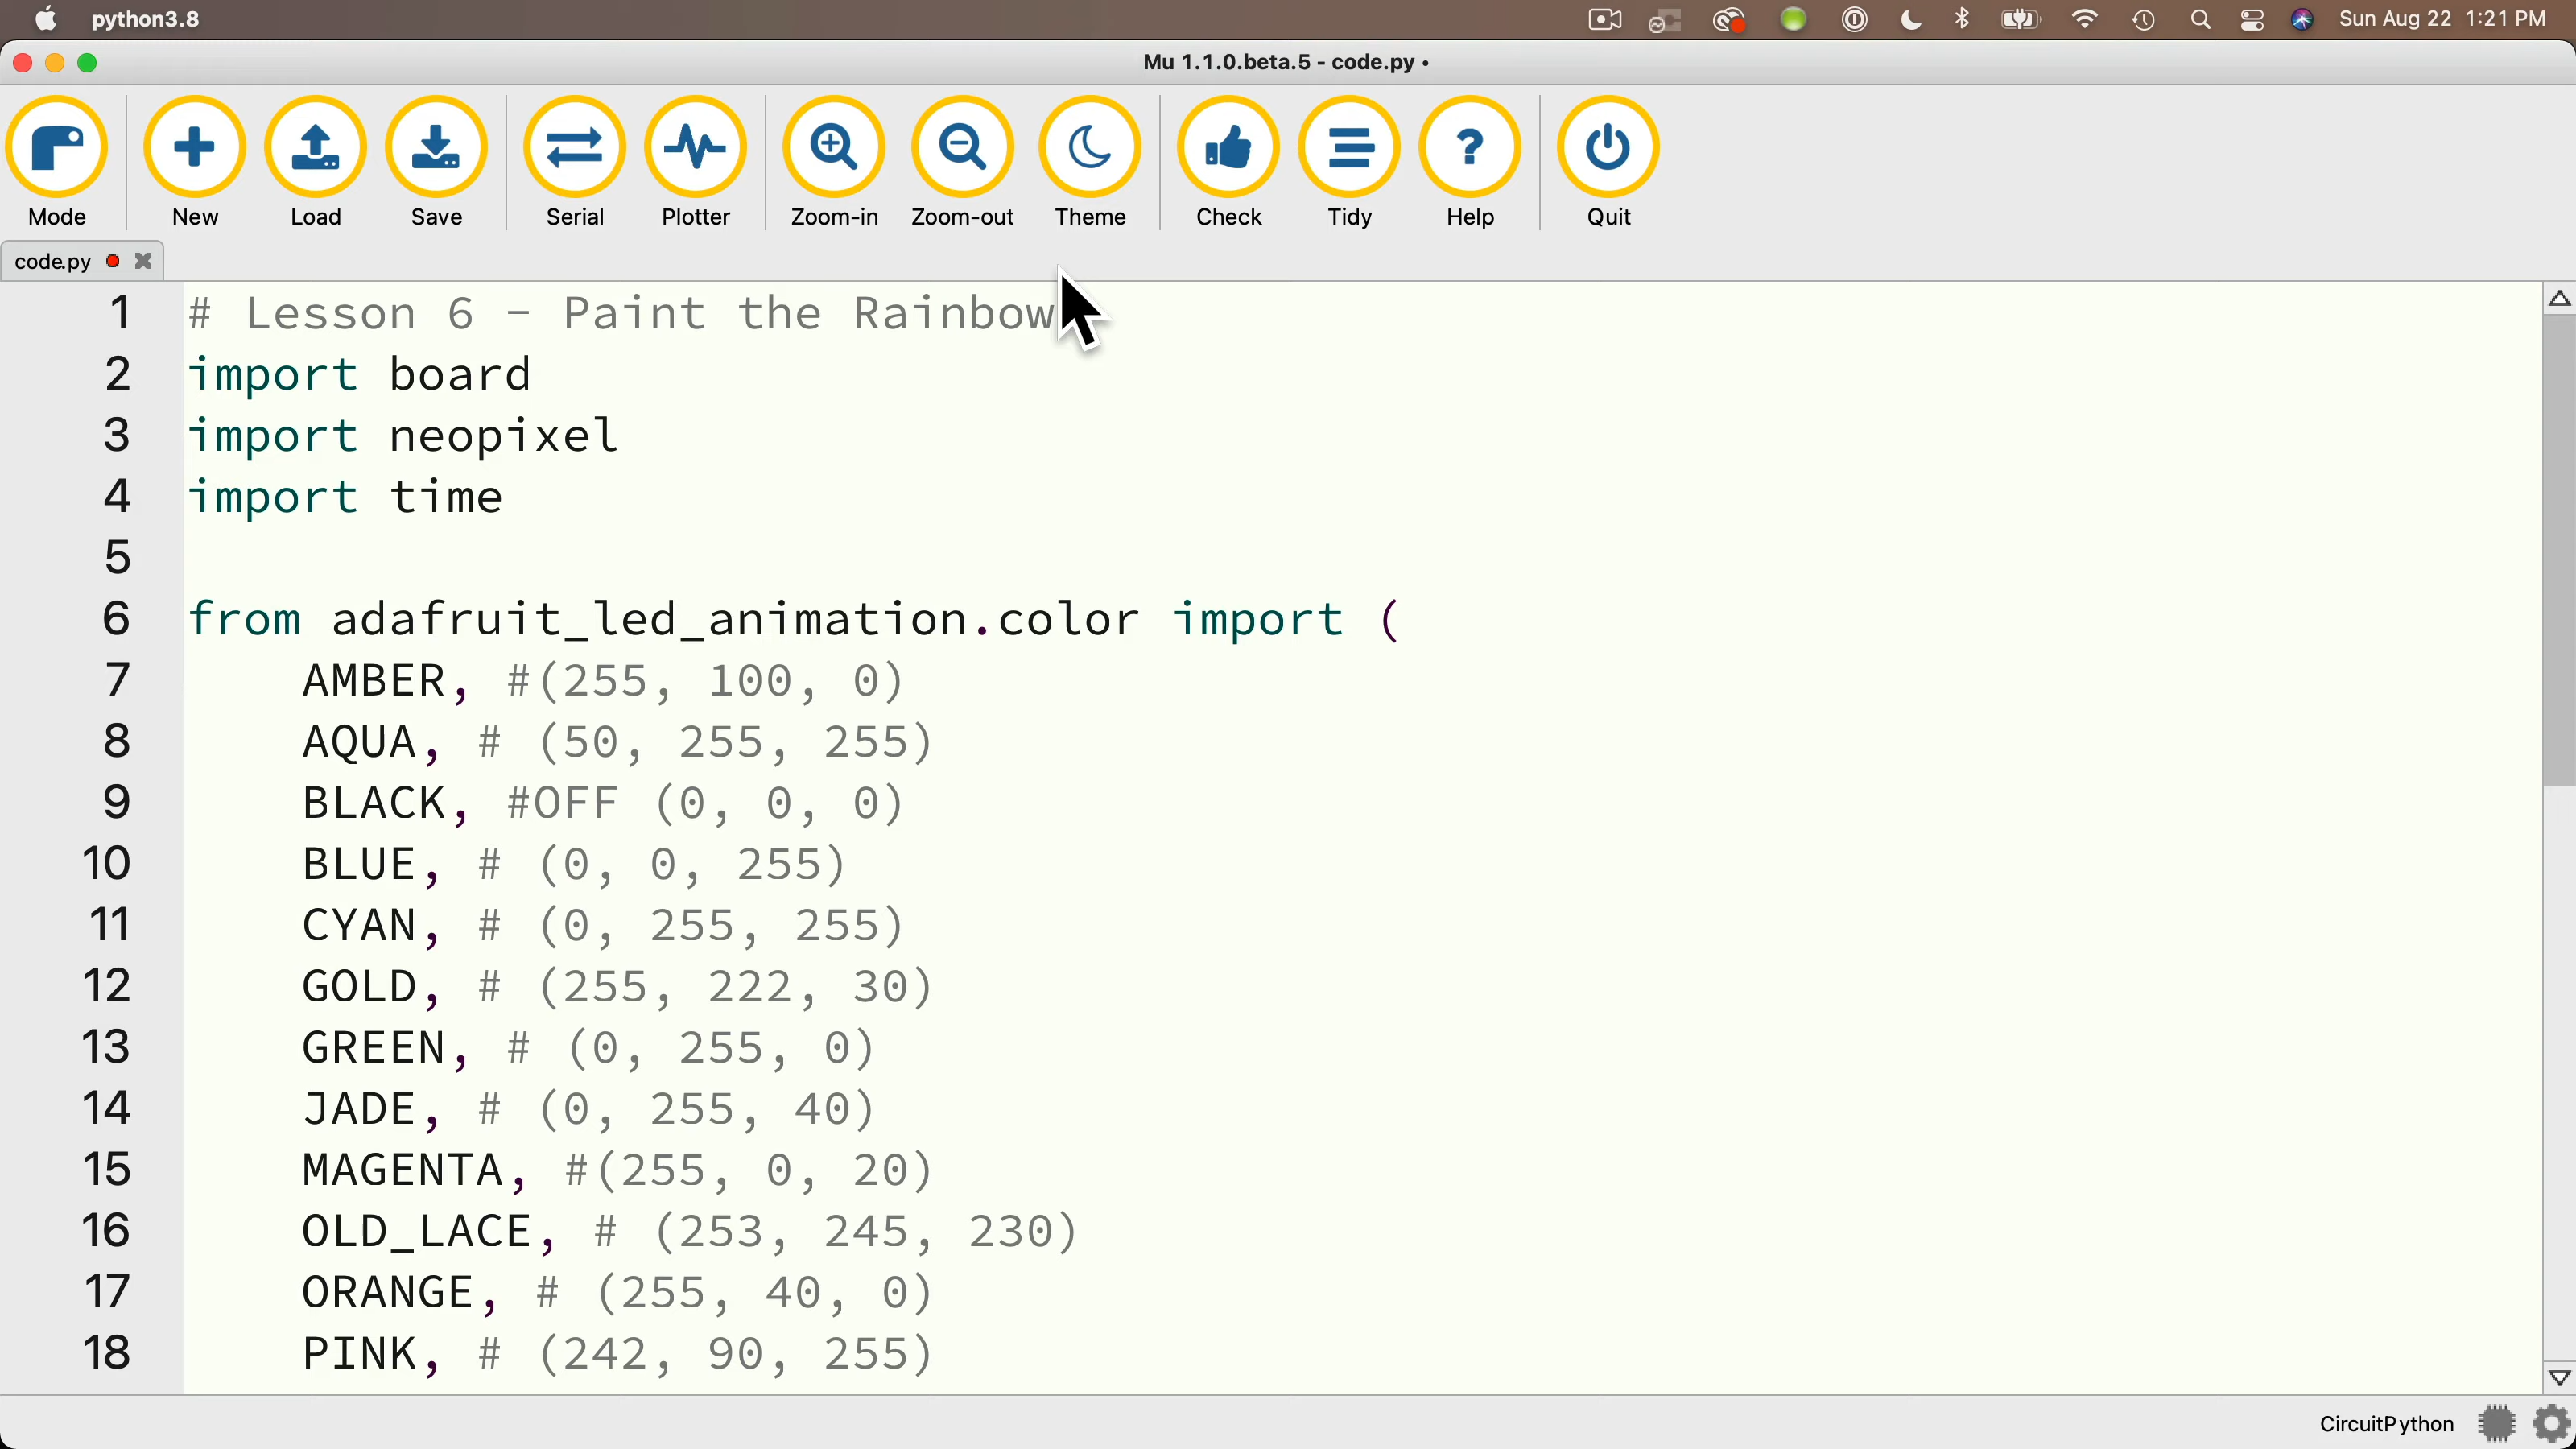 python3.8
Sun Aug 22 1:21 PM
Mu 1.1.0.beta.5 - code.py •
Mode New Load Save Serial Plotter Zoom-in Zoom-out Theme Check Tidy Help Quit
code.py
1 # Lesson 6 - Paint the Rainbow
2 import board
3 import neopixel
4 import time
5
6 from adafruit_led_animation.color import (
7 AMBER, #(255, 100, 0)
8 AQUA, # (50, 255, 255)
9 BLACK, #OFF (0, 0, 0)
10 BLUE, # (0, 0, 255)
11 CYAN, # (0, 255, 255)
12 GOLD, # (255, 222, 30)
13 GREEN, # (0, 255, 0)
14 JADE, # (0, 255, 40)
15 MAGENTA, #(255, 0, 20)
16 OLD_LACE, # (253, 245, 230)
17 ORANGE, # (255, 40, 0)
18 PINK, # (242, 90, 255)
CircuitPython